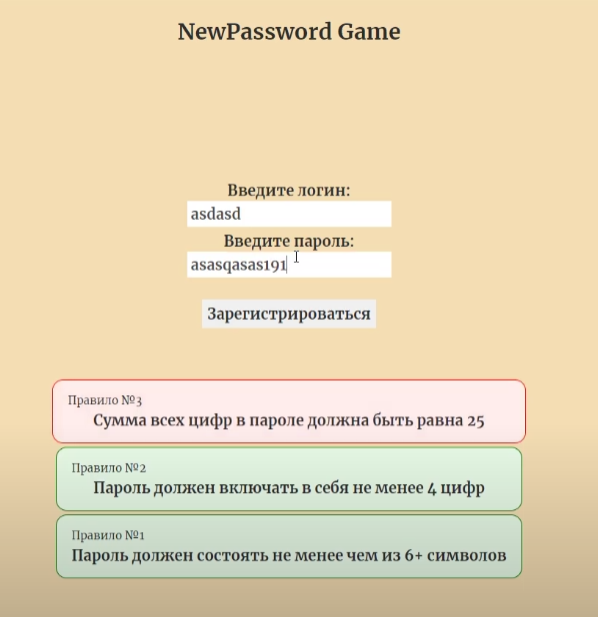 NewPassword Game
Введите логин:
asdasd
Введите пароль:
asasqasas191
Зарегистрироваться
Правило №3
Сумма всех цифр в пароле должна быть равна 25
Правило №2
Пароль должен включать в себя не менее 4 цифр
Правило №1
Пароль должен состоять не менее чем из 6+ символов